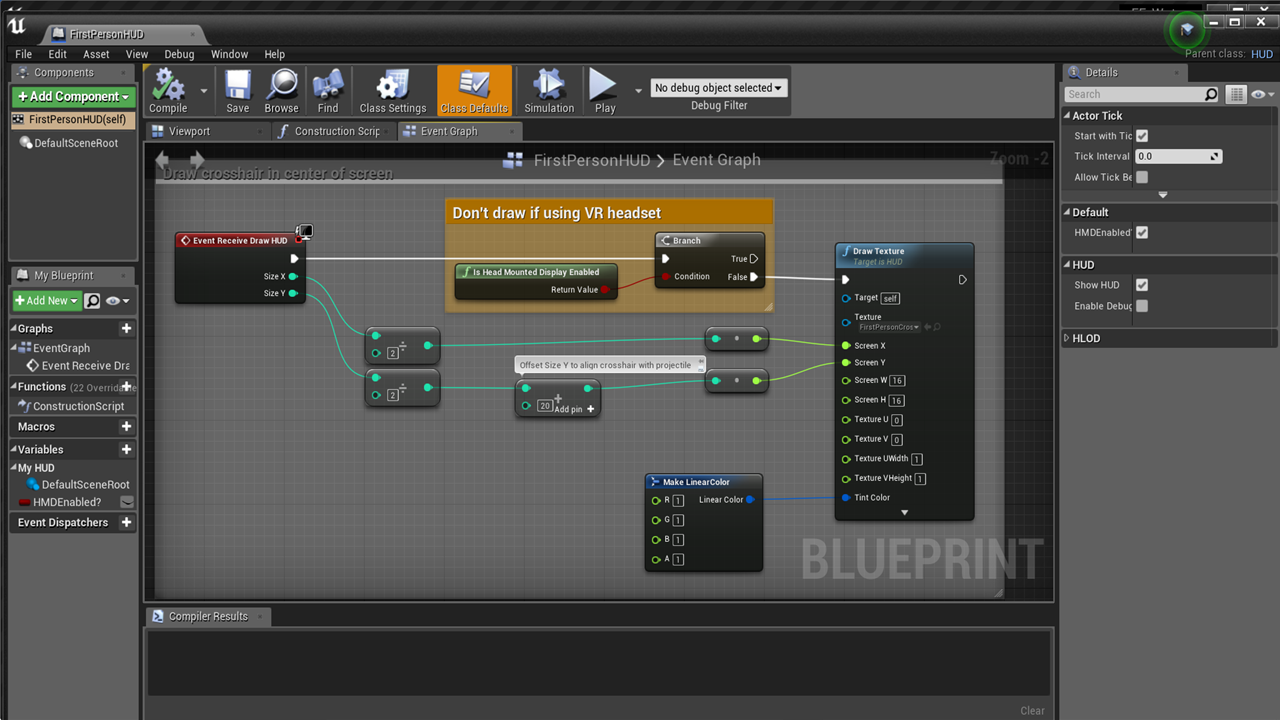 FirstPersonHUD
File Edit Asset View Debug Window Help
Parent class: HUD
Components
+ Add Component
FirstPersonHUD(self)
DefaultSceneRoot
Compile Save Browse Find Class Settings Class Defaults Simulation Play
No debug object selected
Debug Filter
Viewport
Construction Scrip
Event Graph
FirstPersonHUD > Event Graph
Zoom -2
Draw crosshair in center of screen
Don't draw if using VR headset
Event Receive Draw HUD
Size X
Size Y
Is Head Mounted Display Enabled
Return Value
Branch
True
Condition
False
2
2
Offset Size Y to align crosshair with projectile
20
Add pin +
Draw Texture
Target is HUD
Target self
Texture
FirstPersonCros
Screen X
Screen Y
Screen W 16
Screen H 16
Texture U 0
Texture V 0
Texture UWidth 1
Texture VHeight 1
Tint Color
Make LinearColor
R 1
Linear Color
G 1
B 1
A 1
BLUEPRINT
My Blueprint
+ Add New
Graphs
EventGraph
Event Receive Dra
Functions (22 Overrida
ConstructionScript
Macros
Variables
My HUD
DefaultSceneRoot
HMDEnabled?
Event Dispatchers
Compiler Results
Clear
Details
Search
Actor Tick
Start with Tic
Tick Interval 0.0
Allow Tick Be
Default
HMDEnabled
HUD
Show HUD
Enable Debug
HLOD